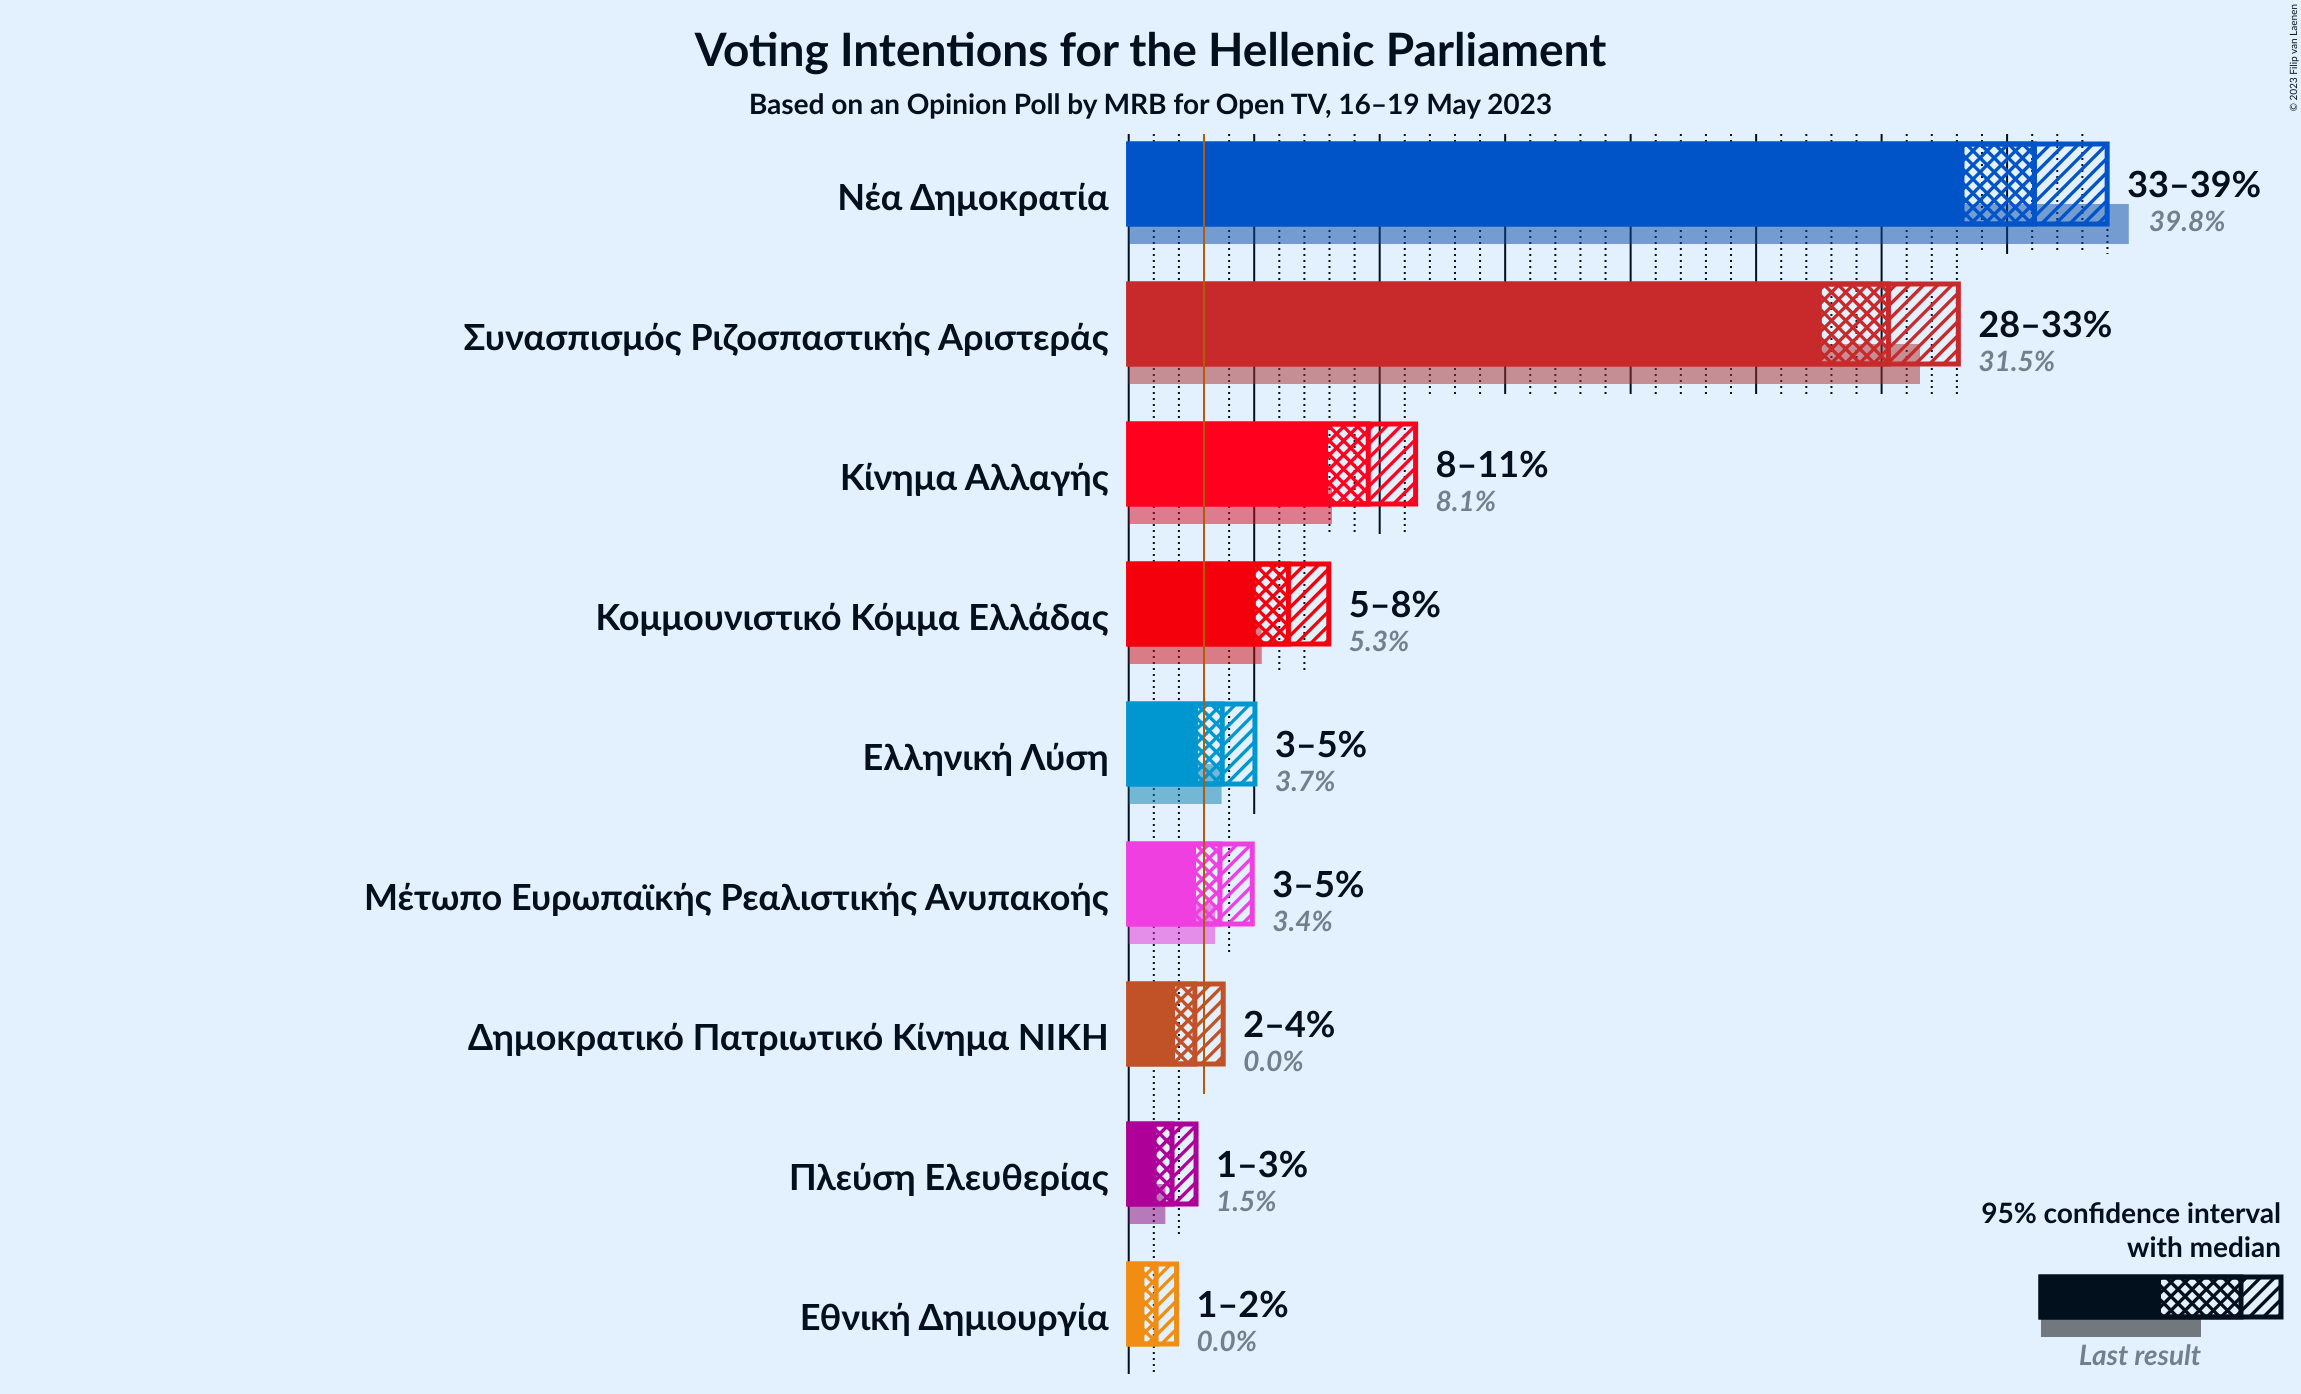 © 2023 Filip van Laenen
Voting Intentions for the Hellenic Parliament
Based on an Opinion Poll by MRB for Open TV, 16–19 May 2023
Νέα Δημοκρατία
33–39%
39.8%
Συνασπισμός Ριζοσπαστικής Αριστεράς
28–33%
31.5%
Κίνημα Αλλαγής
8–11%
8.1%
Κομμουνιστικό Κόμμα Ελλάδας
5–8%
5.3%
Ελληνική Λύση
3–5%
3.7%
Μέτωπο Ευρωπαϊκής Ρεαλιστικής Ανυπακοής
3–5%
3.4%
Δημοκρατικό Πατριωτικό Κίνημα ΝΙΚΗ
2–4%
0.0%
Πλεύση Ελευθερίας
1–3%
1.5%
Εθνική Δημιουργία
1–2%
0.0%
95% confidence interval
with median
Last result